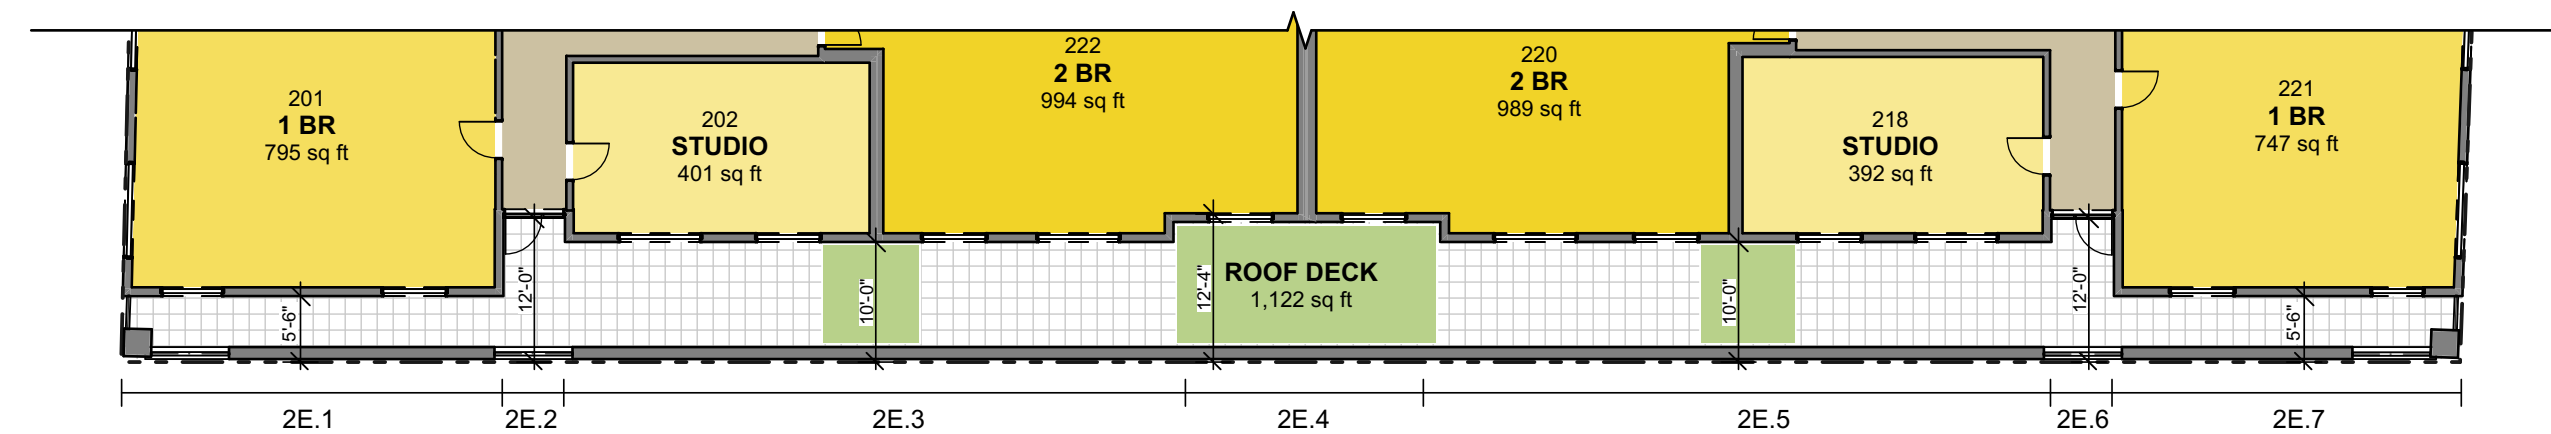 201
1 BR
795 sq ft
202
STUDIO
401 sq ft
222
2 BR
994 sq ft
220
2 BR
989 sq ft
218
STUDIO
392 sq ft
221
1 BR
747 sq ft
ROOF DECK
1,122 sq ft
5'-6"
12'-0"
10'-0"
12'-4"
10'-0"
12'-0"
5'-6"
2E.1
2E.2
2E.3
2E.4
2E.5
2E.6
2E.7